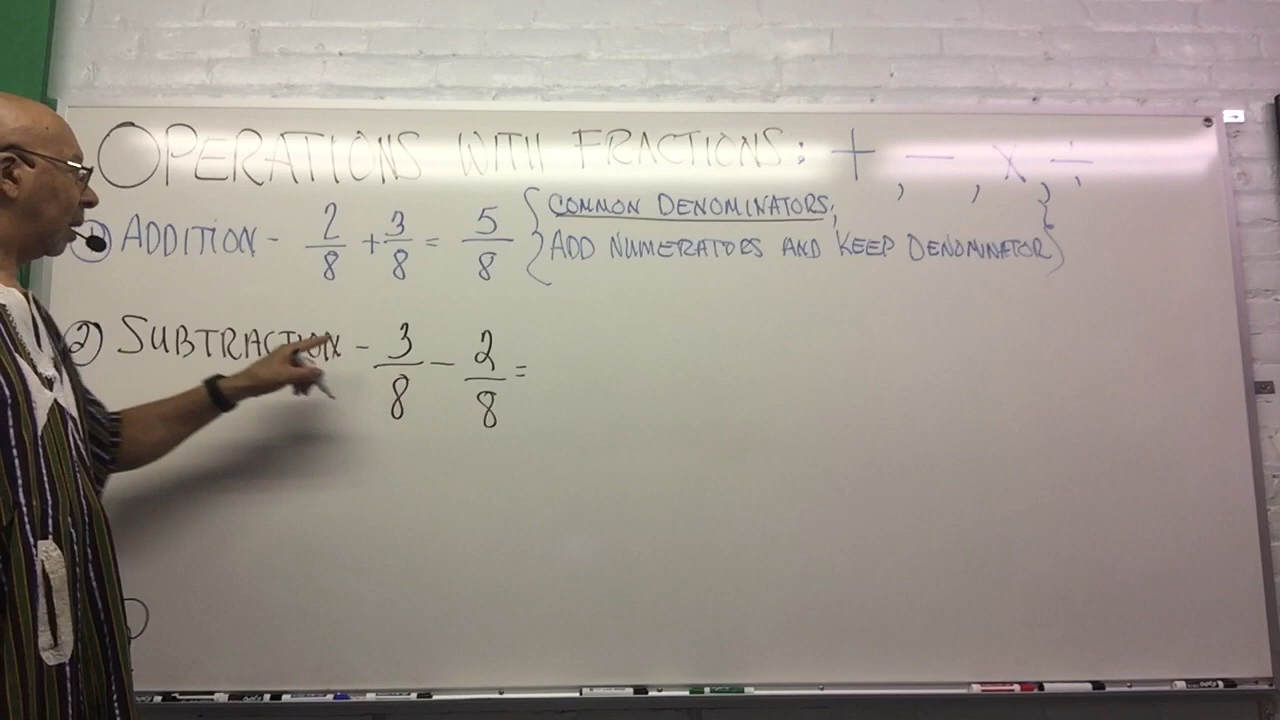 OPERATIONS WITH FRACTIONS: +, −, x, ÷
1) ADDITION - 2/8 + 3/8 = 5/8 { COMMON DENOMINATORS;
ADD NUMERATORS AND KEEP DENOMINATOR }
2) SUBTRACTION - 3/8 − 2/8 =